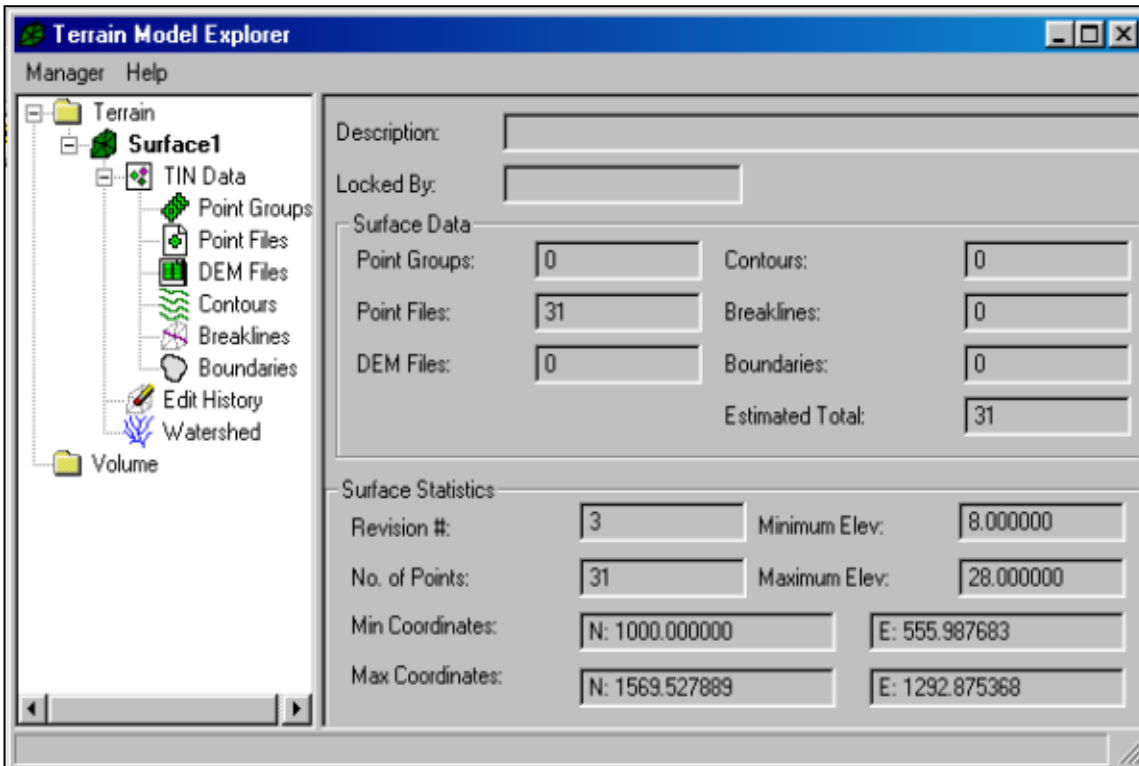 Terrain Model Explorer
Manager Help
Terrain
Surface1
TIN Data
Point Groups
Point Files
DEM Files
Contours
Breaklines
Boundaries
Edit History
Watershed
Volume
Description:
Locked By:
Surface Data
Point Groups: 0 Contours: 0
Point Files: 31 Breaklines: 0
DEM Files: 0 Boundaries: 0
Estimated Total: 31
Surface Statistics
Revision #: 3 Minimum Elev: 8.000000
No. of Points: 31 Maximum Elev: 28.000000
Min Coordinates: N: 1000.000000 E: 555.987683
Max Coordinates: N: 1569.527889 E: 1292.875368